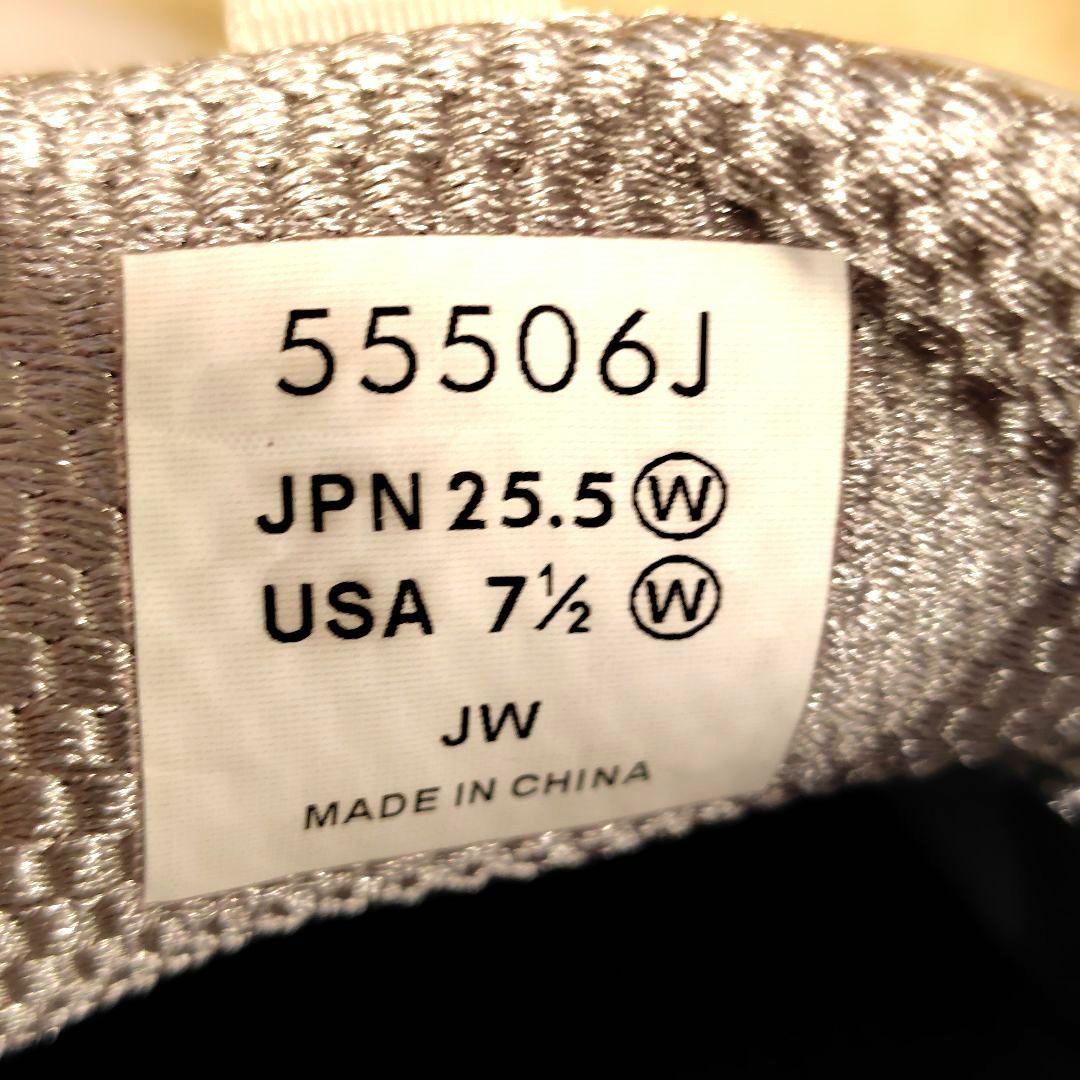 55506J
JPN 25.5 Ⓦ
USA 7½ Ⓦ
JW
MADE IN CHINA